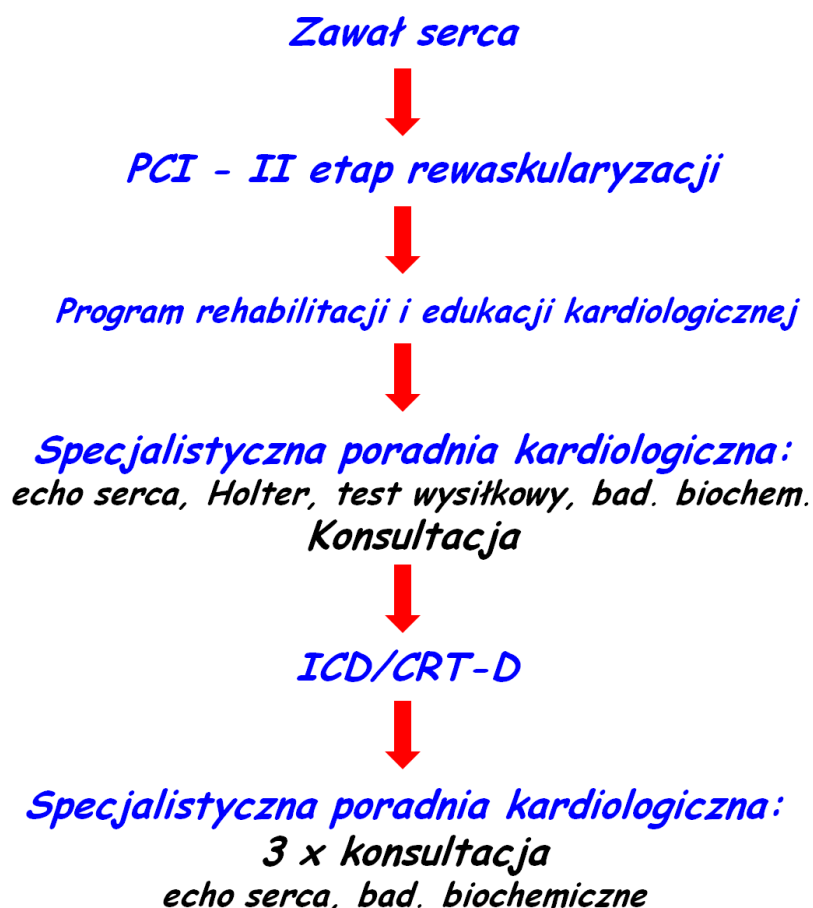 Zawał serca
PCI - II etap rewaskularyzacji
Program rehabilitacji i edukacji kardiologicznej
Specjalistyczna poradnia kardiologiczna:
echo serca, Holter, test wysiłkowy, bad. biochem.
Konsultacja
ICD/CRT-D
Specjalistyczna poradnia kardiologiczna:
3 x konsultacja
echo serca, bad. biochemiczne